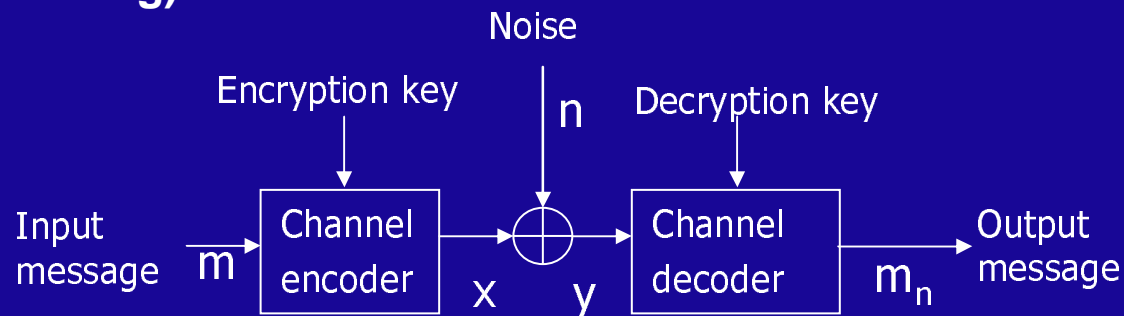 g)
Noise
Encryption key
n
Decryption key
Input
message
m
Channel
encoder
x
y
Channel
decoder
mn
Output
message